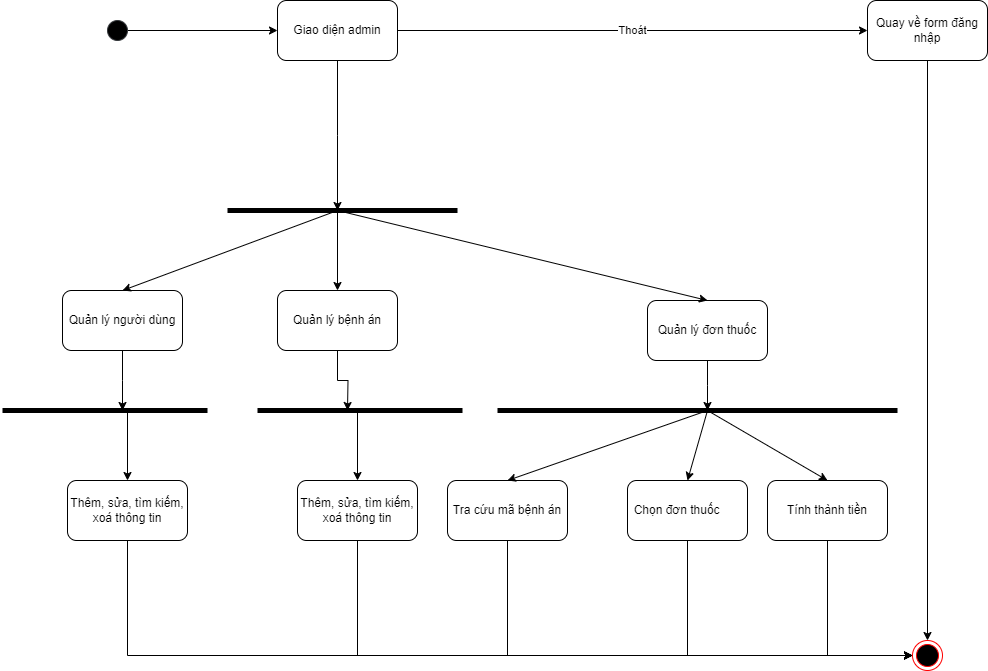 Giao diện admin
Thoát
Quay về form đăng
nhập
Quản lý người dùng
Quản lý bệnh án
Quản lý đơn thuốc
Thêm, sửa, tìm kiếm,
xoá thông tin
Thêm, sửa, tìm kiếm,
xoá thông tin
Tra cứu mã bệnh án
Chọn đơn thuốc
Tính thành tiền